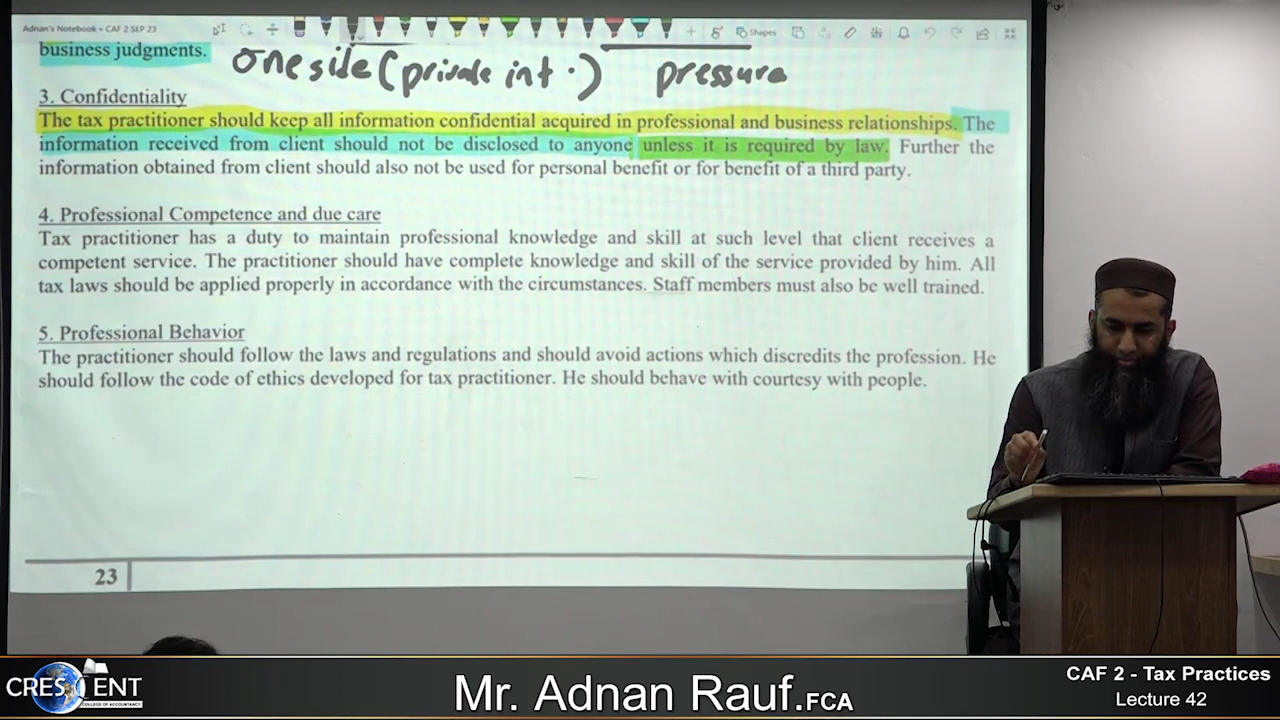 Adnan's Notebook » CAF 2 SEP 23
Shapes
business judgments.
one side (private int.) pressure
3. Confidentiality
The tax practitioner should keep all information confidential acquired in professional and business relationships. The
information received from client should not be disclosed to anyone unless it is required by law. Further the
information obtained from client should also not be used for personal benefit or for benefit of a third party.
4. Professional Competence and due care
Tax practitioner has a duty to maintain professional knowledge and skill at such level that client receives a
competent service. The practitioner should have complete knowledge and skill of the service provided by him. All
tax laws should be applied properly in accordance with the circumstances. Staff members must also be well trained.
5. Professional Behavior
The practitioner should follow the laws and regulations and should avoid actions which discredits the profession. He
should follow the code of ethics developed for tax practitioner. He should behave with courtesy with people.
23
CRESCENT
COLLEGE OF ACCOUNTANCY
Mr. Adnan Rauf.FCA
CAF 2 - Tax Practices
Lecture 42